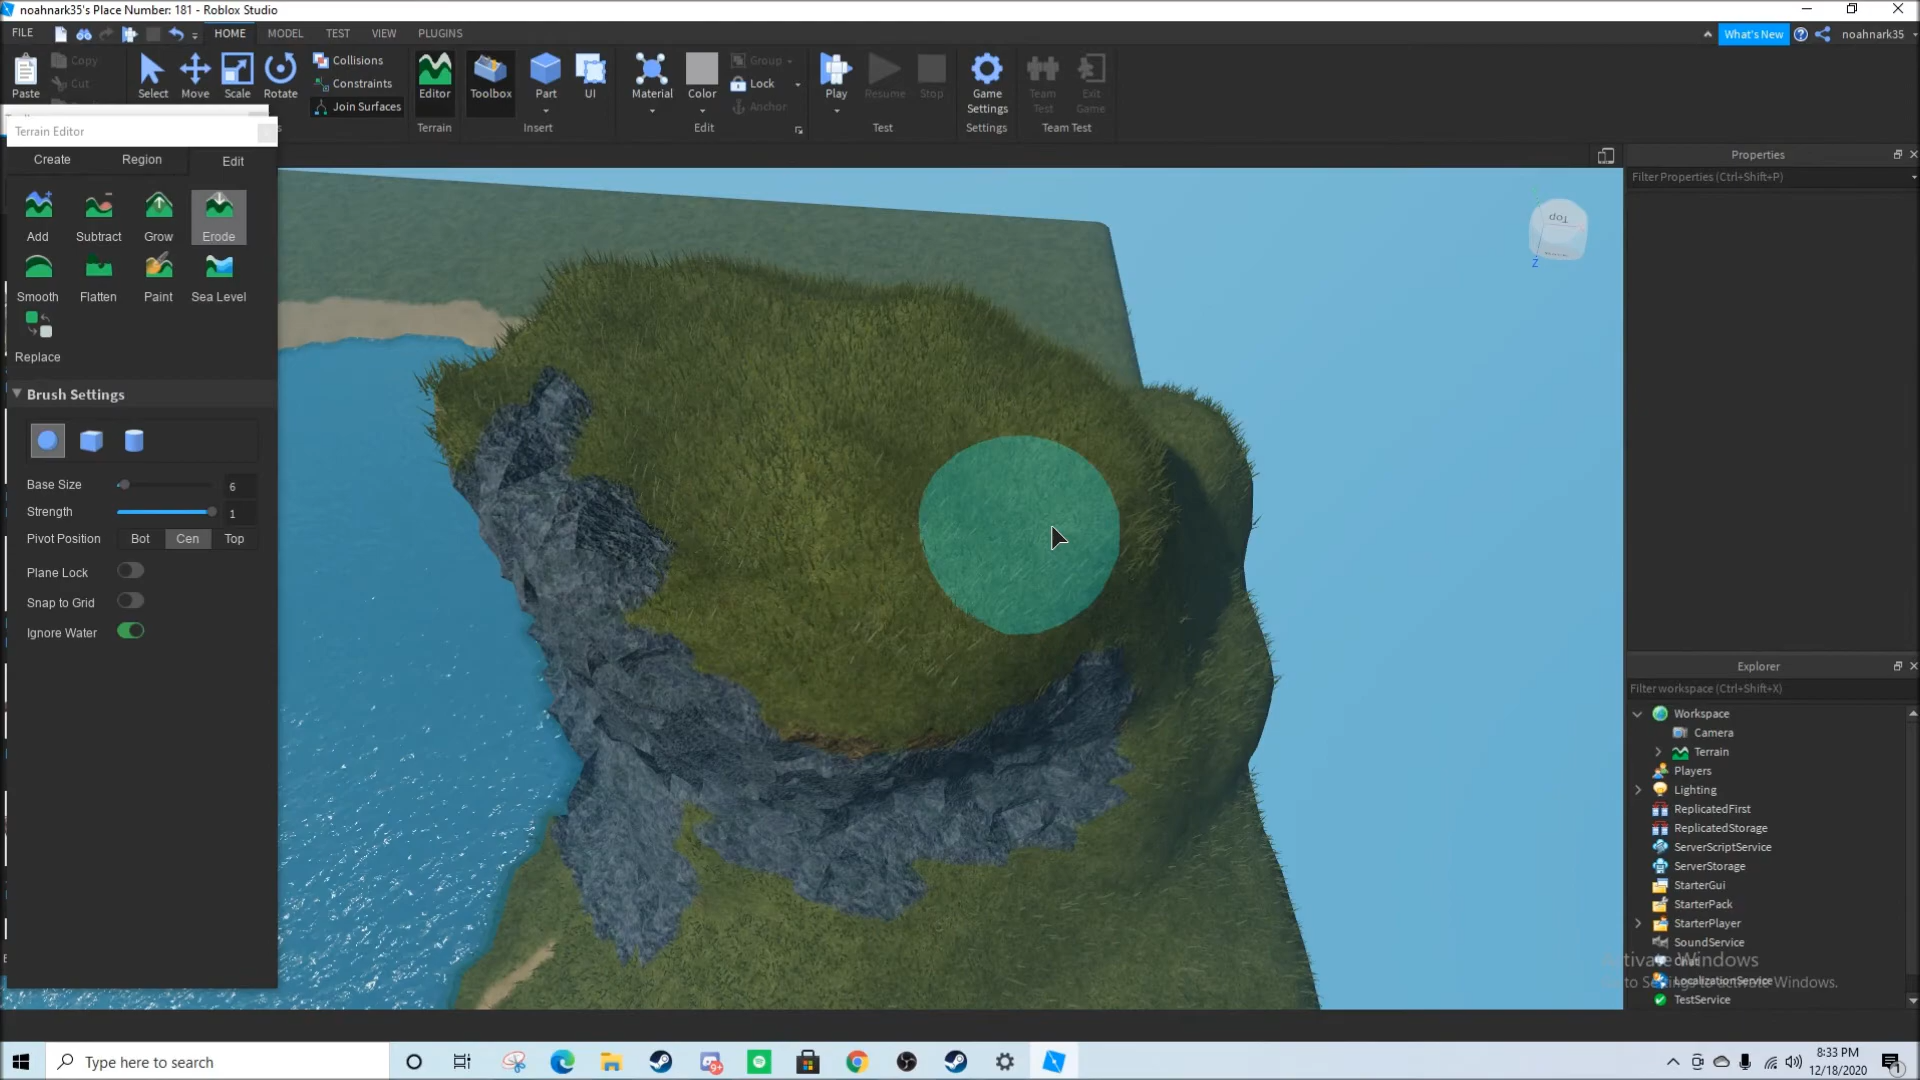 noahnark35's Place Number: 181 - Roblox Studio
FILE
HOME
MODEL
TEST
VIEW
PLUGINS
What's New
noahnark35
Paste
Copy
Cut
Select
Move
Scale
Rotate
Collisions
Constraints
Join Surfaces
Editor
Terrain
Toolbox
Part
UI
Insert
Material
Color
Group
Lock
Anchor
Edit
Play
Resume
Stop
Test
Game
Settings
Settings
Team
Test
Exit
Game
Team Test
Terrain Editor
Create
Region
Edit
Add
Subtract
Grow
Erode
Smooth
Flatten
Paint
Sea Level
Replace
Brush Settings
Base Size
6
Strength
1
Pivot Position
Bot
Cen
Top
Plane Lock
Snap to Grid
Ignore Water
Top
Z
Properties
Filter Properties (Ctrl+Shift+P)
Explorer
Filter workspace (Ctrl+Shift+X)
Workspace
Camera
Terrain
Players
Lighting
ReplicatedFirst
ReplicatedStorage
ServerScriptService
ServerStorage
StarterGui
StarterPack
StarterPlayer
SoundService
Chat
LocalizationService
TestService
Activate Windows
Go to Settings to activate Windows.
Type here to search
9+
8:33 PM
12/18/2020
1